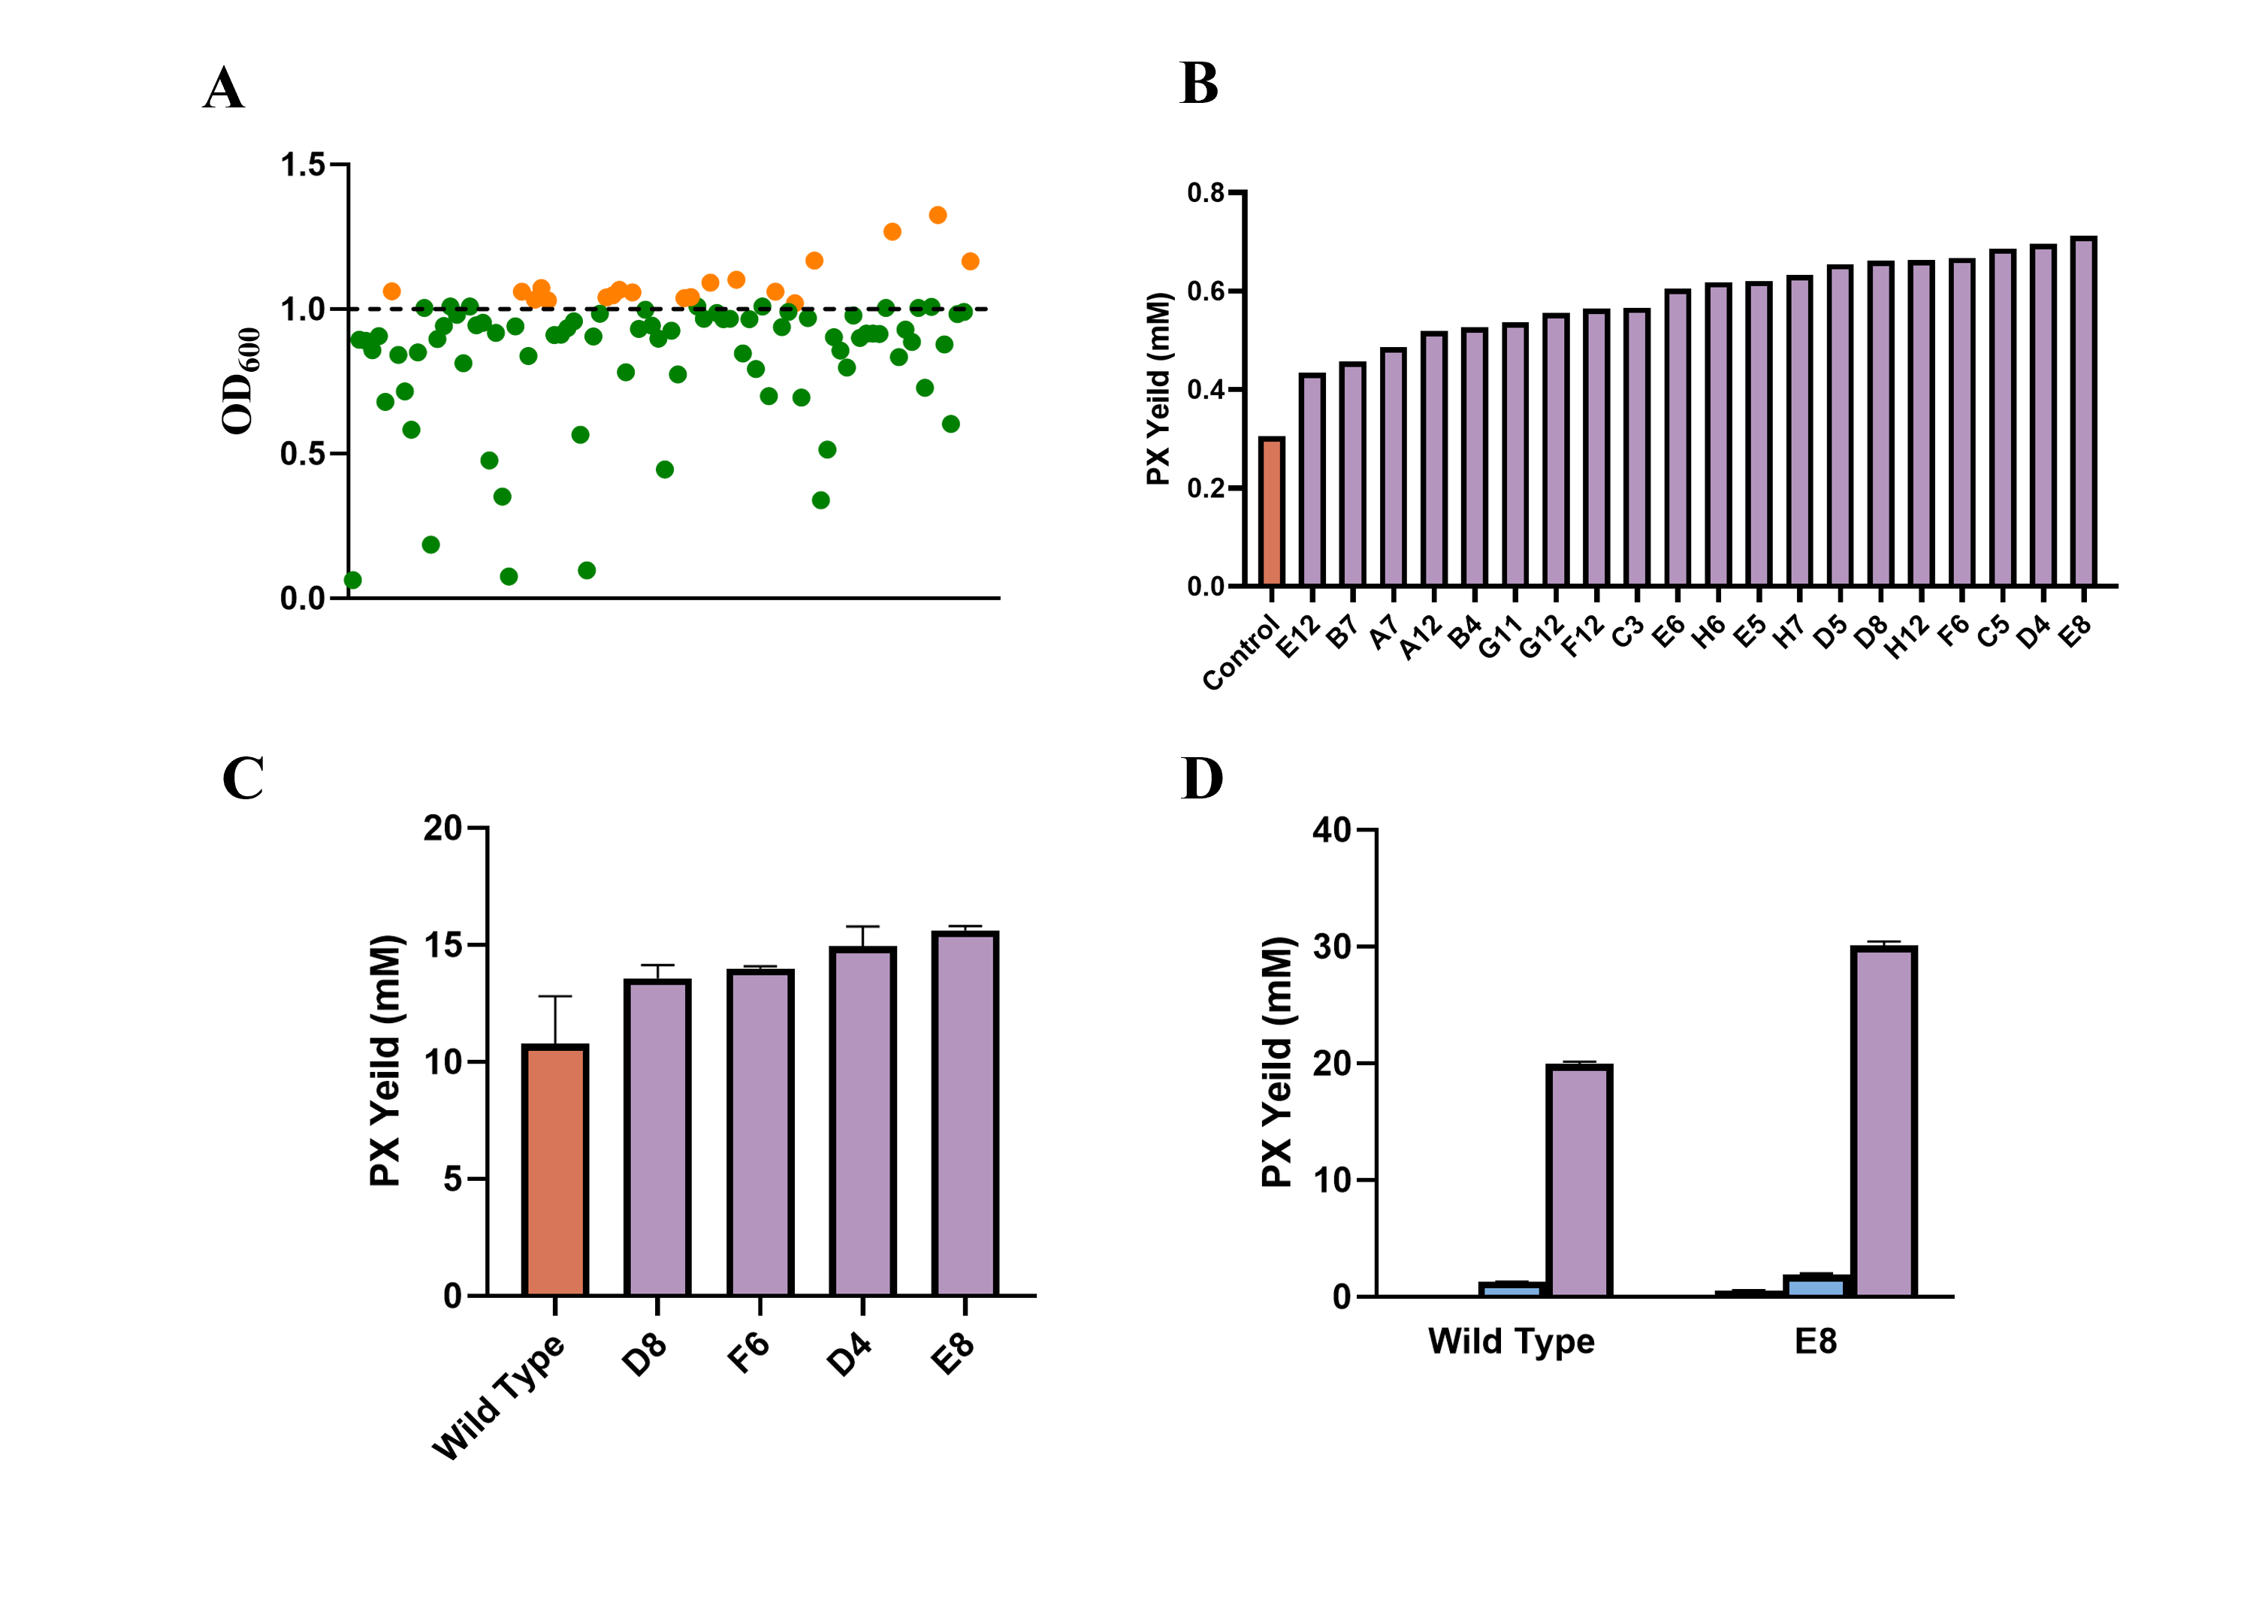 A
1.5
1.0
0.5
0.0
OD600
B
0.8
0.6
0.4
0.2
0.0
PX Yeild (mM)
Control
E12
B7
A7
A12
B4
G11
G12
F12
C3
E6
H6
E5
H7
D5
D8
H12
F6
C5
D4
E8
C
20
15
10
5
0
PX Yeild (mM)
Wild Type
D8
F6
D4
E8
D
40
30
20
10
0
PX Yeild (mM)
Wild Type
E8